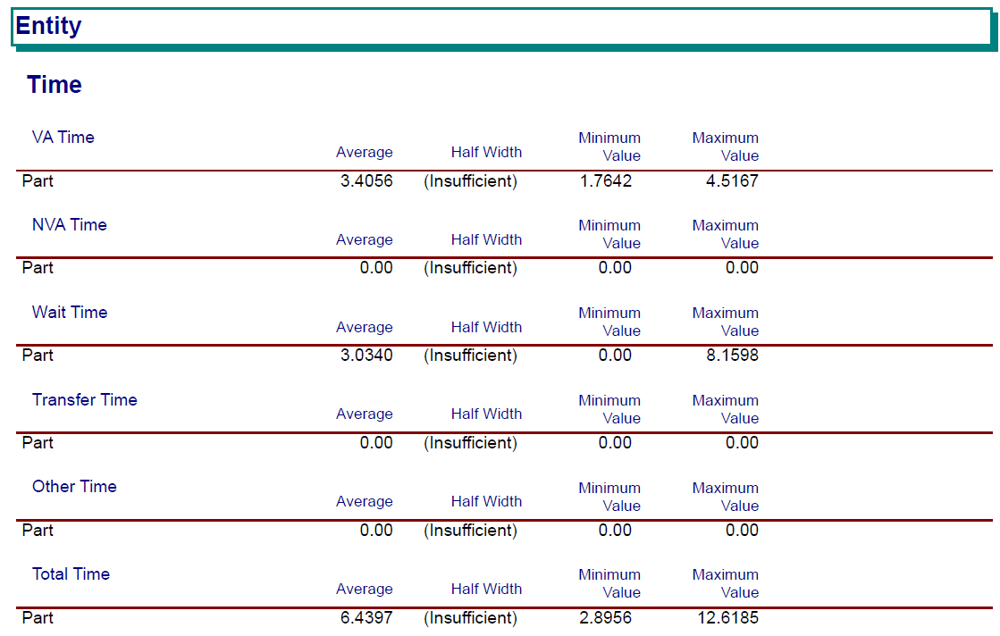 Entity
Time
VA Time Average Half Width Minimum Value Maximum Value
Part 3.4056 (Insufficient) 1.7642 4.5167
NVA Time Average Half Width Minimum Value Maximum Value
Part 0.00 (Insufficient) 0.00 0.00
Wait Time Average Half Width Minimum Value Maximum Value
Part 3.0340 (Insufficient) 0.00 8.1598
Transfer Time Average Half Width Minimum Value Maximum Value
Part 0.00 (Insufficient) 0.00 0.00
Other Time Average Half Width Minimum Value Maximum Value
Part 0.00 (Insufficient) 0.00 0.00
Total Time Average Half Width Minimum Value Maximum Value
Part 6.4397 (Insufficient) 2.8956 12.6185